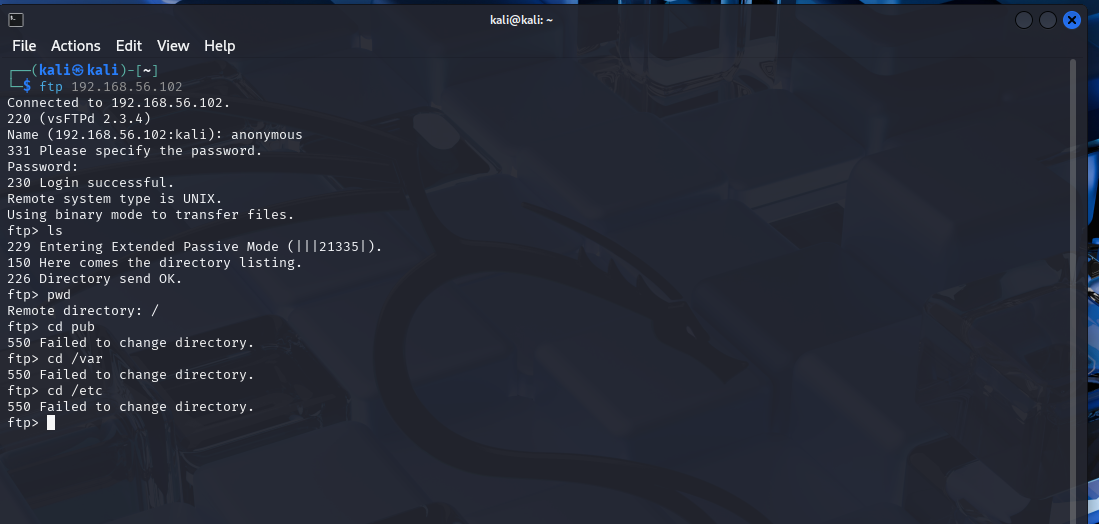 kali@kali: ~
File Actions Edit View Help
┌──(kali㉿kali)-[~]
└─$ ftp 192.168.56.102
Connected to 192.168.56.102.
220 (vsFTPd 2.3.4)
Name (192.168.56.102:kali): anonymous
331 Please specify the password.
Password:
230 Login successful.
Remote system type is UNIX.
Using binary mode to transfer files.
ftp> ls
229 Entering Extended Passive Mode (|||21335|).
150 Here comes the directory listing.
226 Directory send OK.
ftp> pwd
Remote directory: /
ftp> cd pub
550 Failed to change directory.
ftp> cd /var
550 Failed to change directory.
ftp> cd /etc
550 Failed to change directory.
ftp>